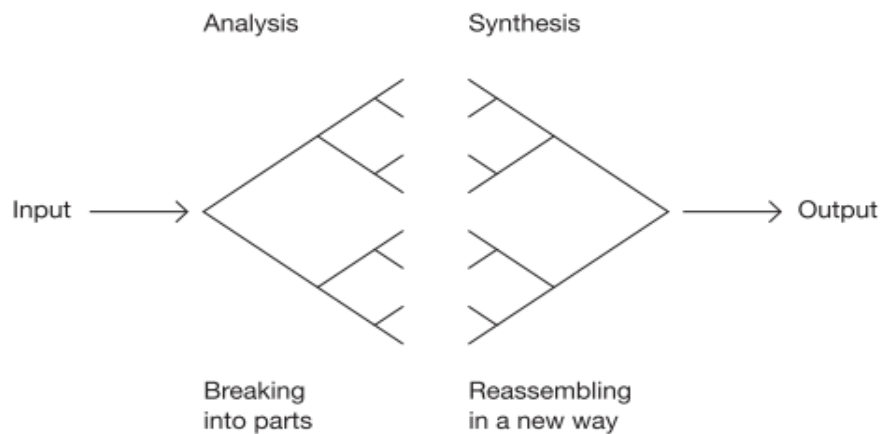 Analysis
Synthesis
Input
Output
Breaking
into parts
Reassembling
in a new way